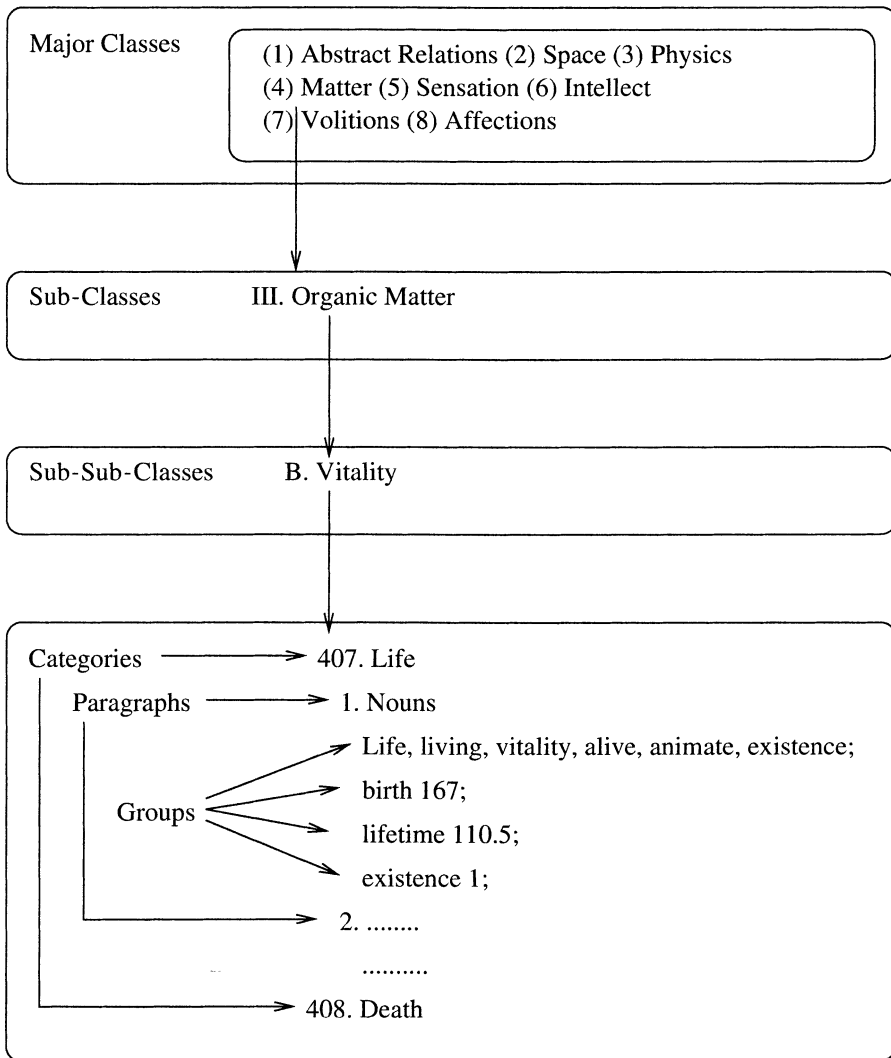 Major Classes
(1) Abstract Relations (2) Space (3) Physics
(4) Matter (5) Sensation (6) Intellect
(7) Volitions (8) Affections
Sub-Classes III. Organic Matter
Sub-Sub-Classes B. Vitality
Categories 407. Life
Paragraphs 1. Nouns
Life, living, vitality, alive, animate, existence;
birth 167;
Groups
lifetime 110.5;
existence 1;
2. ........
..........
408. Death